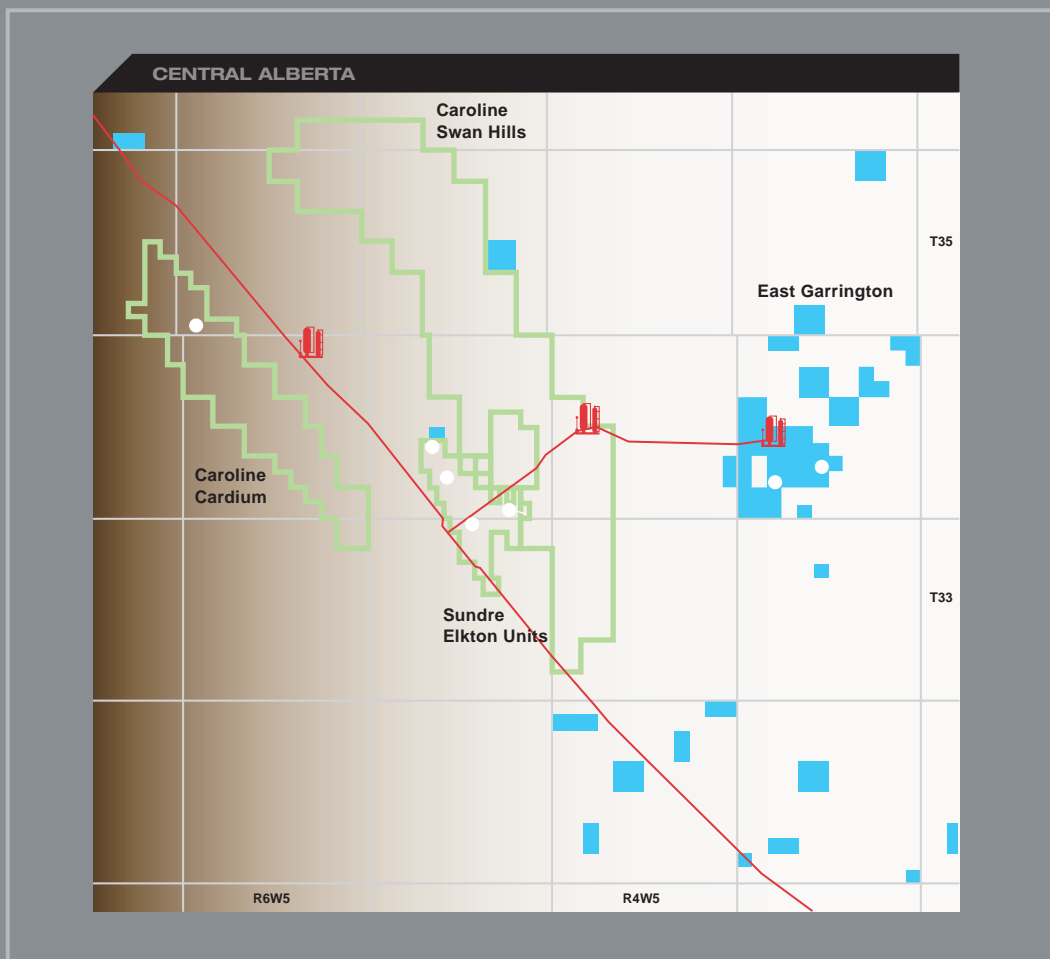 CENTRAL ALBERTA
Caroline
Swan Hills
T35
East Garrington
Caroline
Cardium
T33
Sundre
Elkton Units
R6W5
R4W5